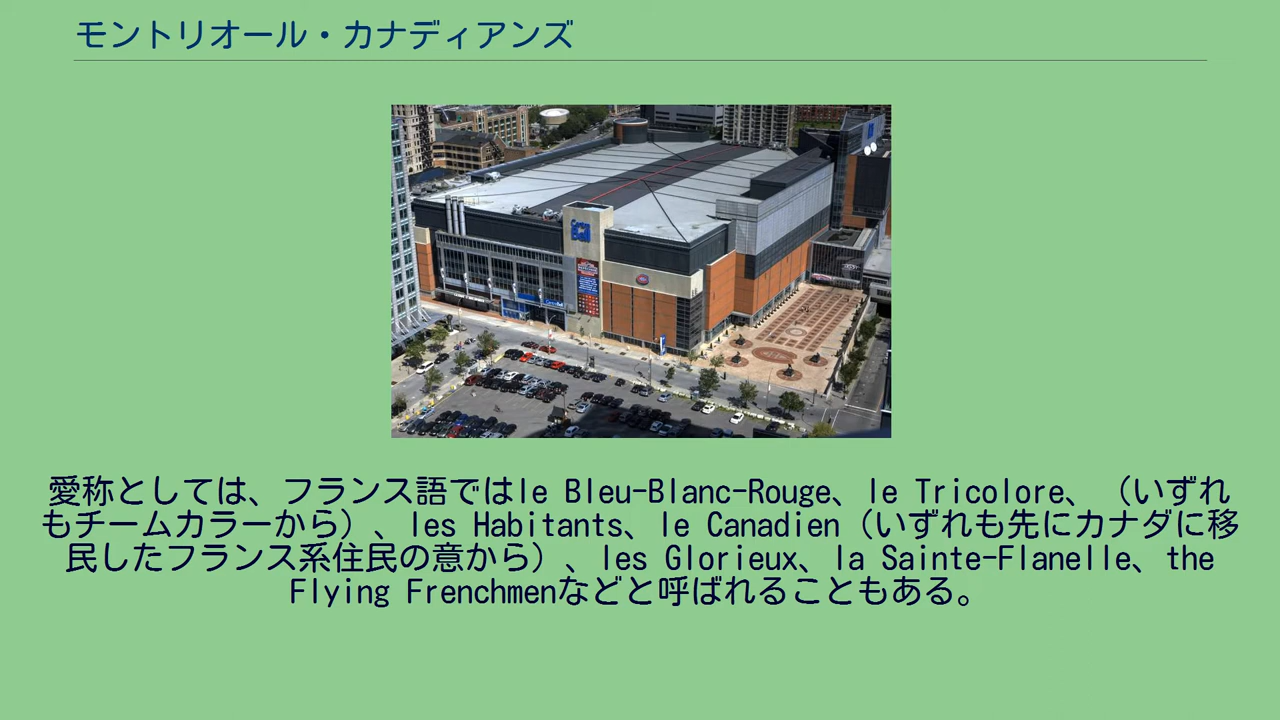 モントリオール・カナディアンズ
愛称としては、フランス語ではle Bleu-Blanc-Rouge、le Tricolore、（いずれ
もチームカラーから）、les Habitants、le Canadien（いずれも先にカナダに移
民したフランス系住民の意から）、les Glorieux、la Sainte-Flanelle、the
Flying Frenchmenなどと呼ばれることもある。